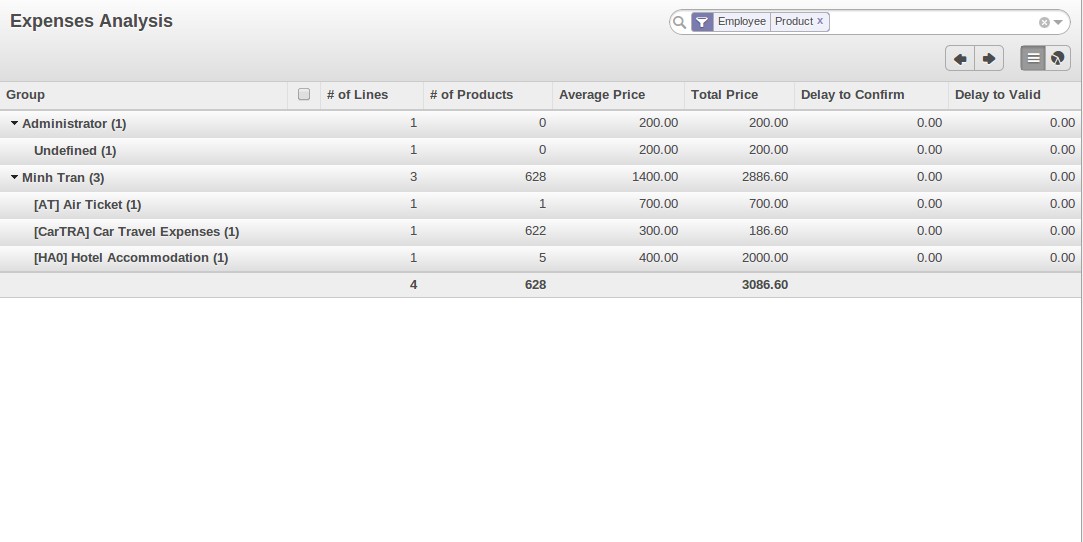 Expenses Analysis
Employee Product x
Group # of Lines # of Products Average Price Total Price Delay to Confirm Delay to Valid
Administrator (1) 1 0 200.00 200.00 0.00 0.00
Undefined (1) 1 0 200.00 200.00 0.00 0.00
Minh Tran (3) 3 628 1400.00 2886.60 0.00 0.00
[AT] Air Ticket (1) 1 1 700.00 700.00 0.00 0.00
[CarTRA] Car Travel Expenses (1) 1 622 300.00 186.60 0.00 0.00
[HA0] Hotel Accommodation (1) 1 5 400.00 2000.00 0.00 0.00
4 628 3086.60